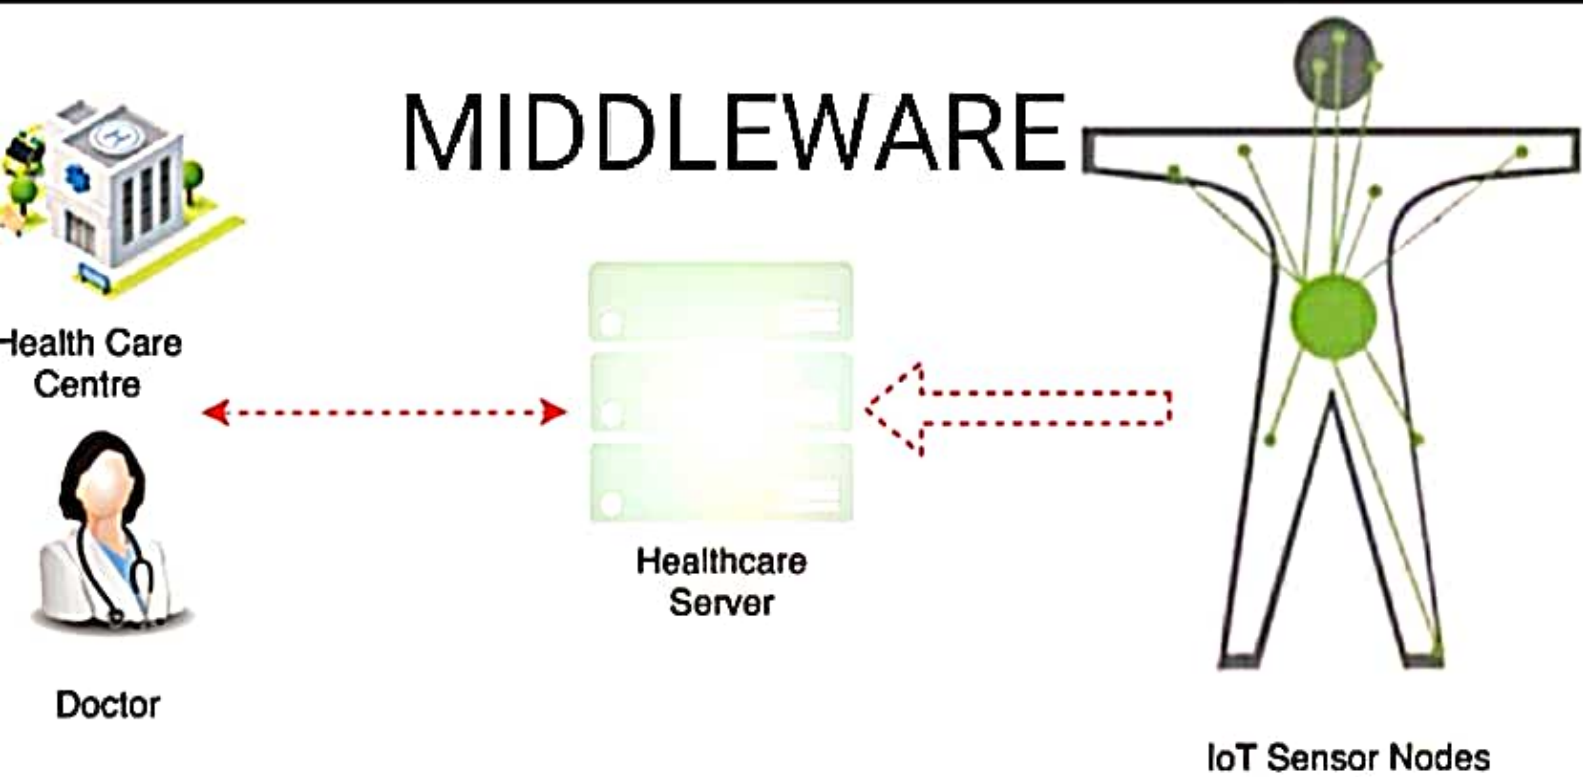 MIDDLEWARE
Health Care
Centre
Healthcare
Server
Doctor
IoT Sensor Nodes